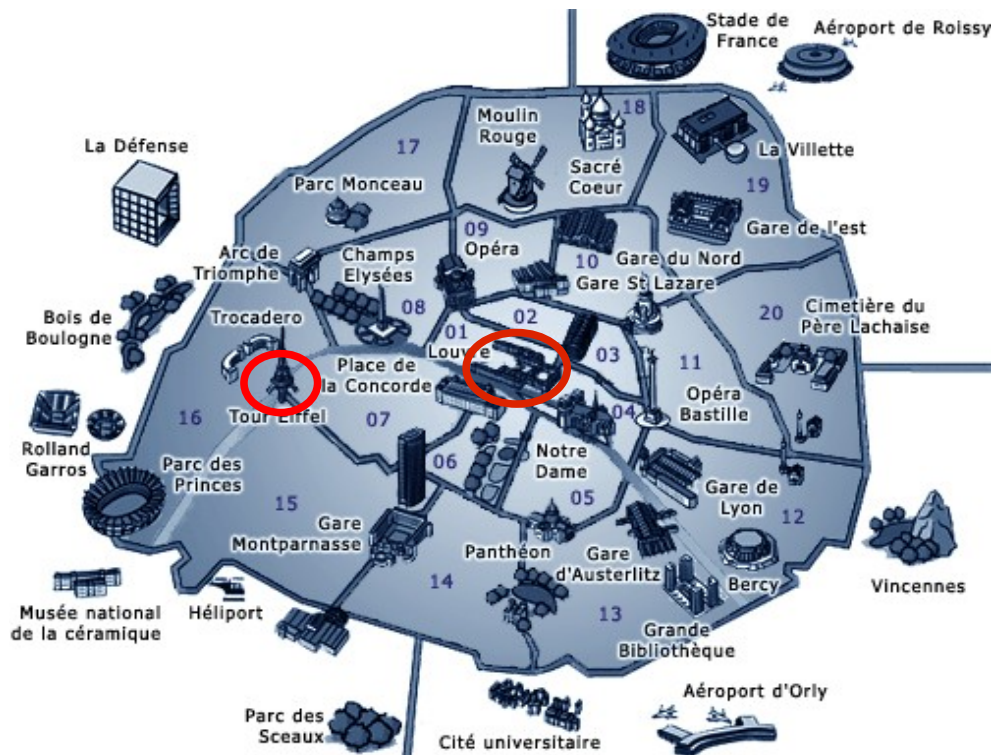 Stade de
France
Aéroport de Roissy
18
Moulin
Rouge
17
La Défense
La Villette
Sacré
Coeur
19
Parc Monceau
Gare de l'est
09
Opéra
Arc de
Triomphe
Champs
Elysées
10
Gare du Nord
Gare St Lazare
08
Bois de
Boulogne
Trocadero
01
02
20
Cimetière du
Père Lachaise
Louvre
03
11
Place de
la Concorde
Opéra
Bastille
04
16
Tour Eiffel
07
Rolland
Garros
Parc des
Princes
06
Notre
Dame
05
Gare de
Lyon
15
12
Gare
Montparnasse
Panthéon
Gare
d'Austerlitz
Bercy
14
13
Vincennes
Musée national
de la céramique
Héliport
Grande
Bibliothèque
Aéroport d'Orly
Parc des
Sceaux
Cité universitaire